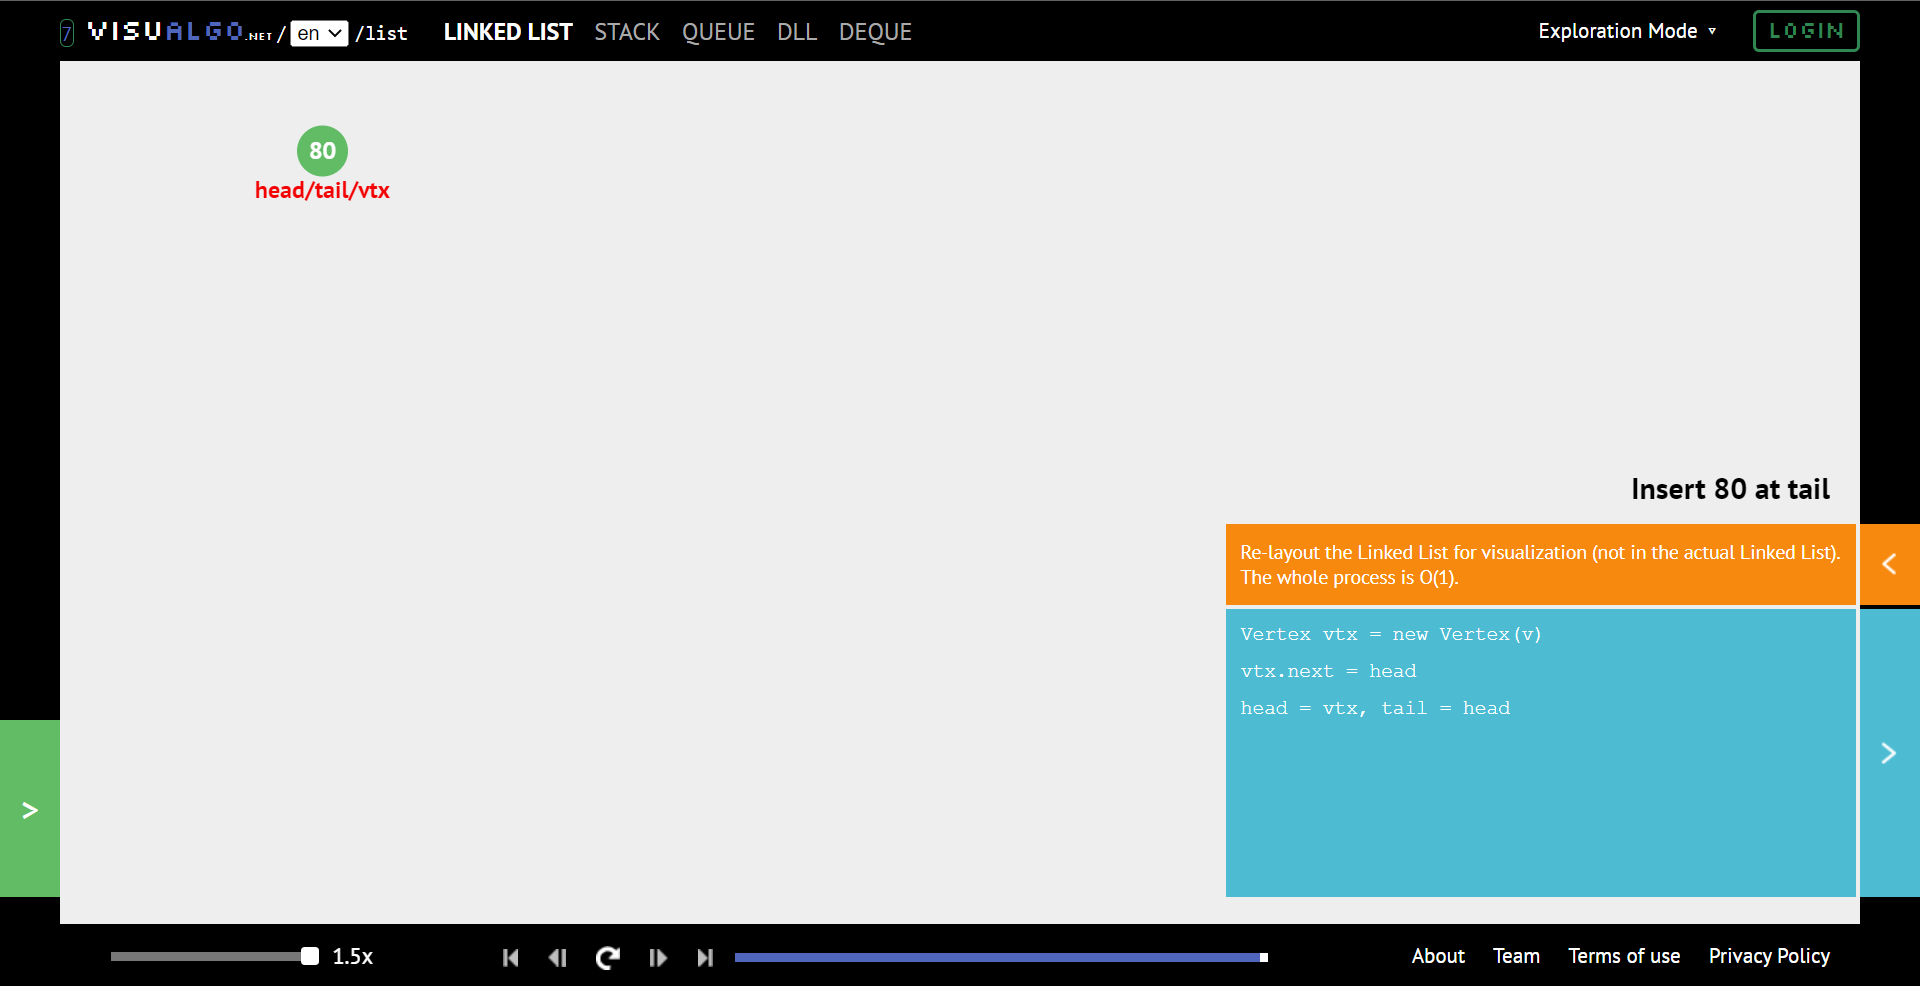 7 VISUALGO.NET/ en /list LINKED LIST STACK QUEUE DLL DEQUE Exploration Mode ▾ LOGIN
80
head/tail/vtx
Insert 80 at tail
Re-layout the Linked List for visualization (not in the actual Linked List).
The whole process is O(1).
<
Vertex vtx = new Vertex(v)
vtx.next = head
head = vtx, tail = head
>
>
1.5x About Team Terms of use Privacy Policy